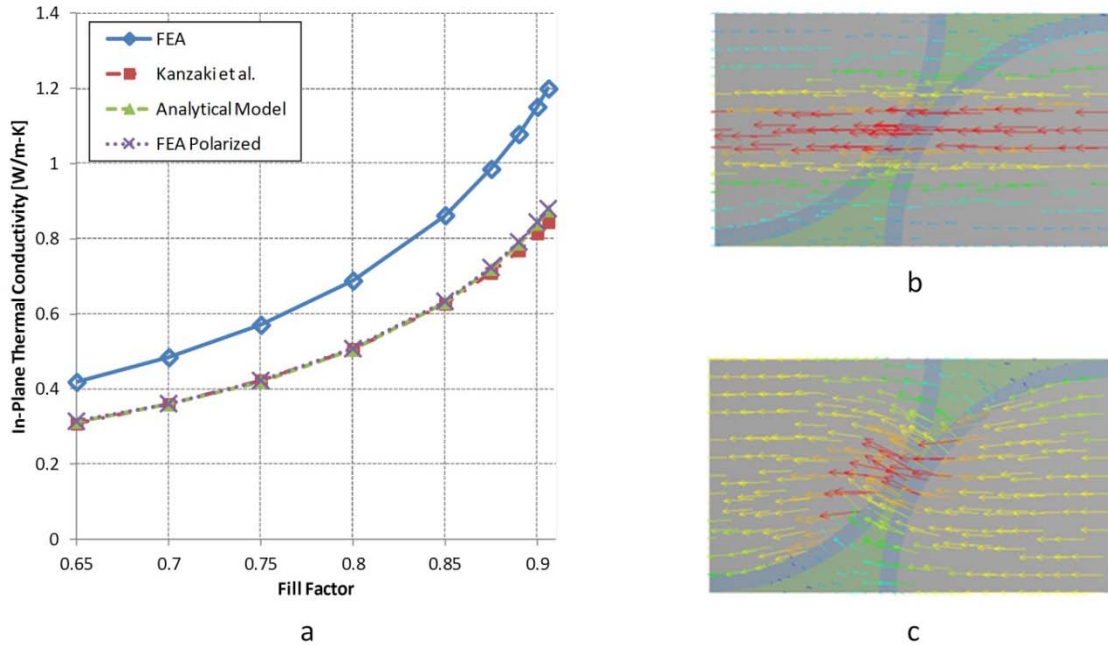 1.4
1.2
1
0.8
0.6
0.4
0.2
0
In-Plane Thermal Conductivity [W/m-K]
FEA
Kanzaki et al.
Analytical Model
FEA Polarized
0.65 0.7 0.75 0.8 0.85 0.9
Fill Factor
a
b
c